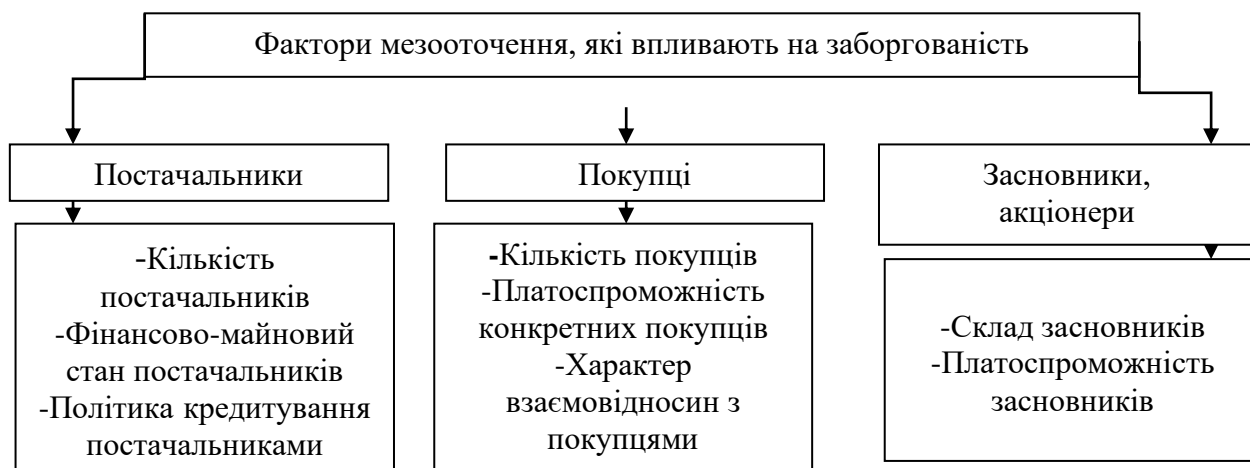 Фактори мезооточення, які впливають на заборгованість
Постачальники
-Кількість
постачальників
-Фінансово-майновий
стан постачальників
-Політика кредитування
постачальниками
Покупці
-Кількість покупців
-Платоспроможність
конкретних покупців
-Характер
взаємовідносин з
покупцями
Засновники,
акціонери
-Склад засновників
-Платоспроможність
засновників